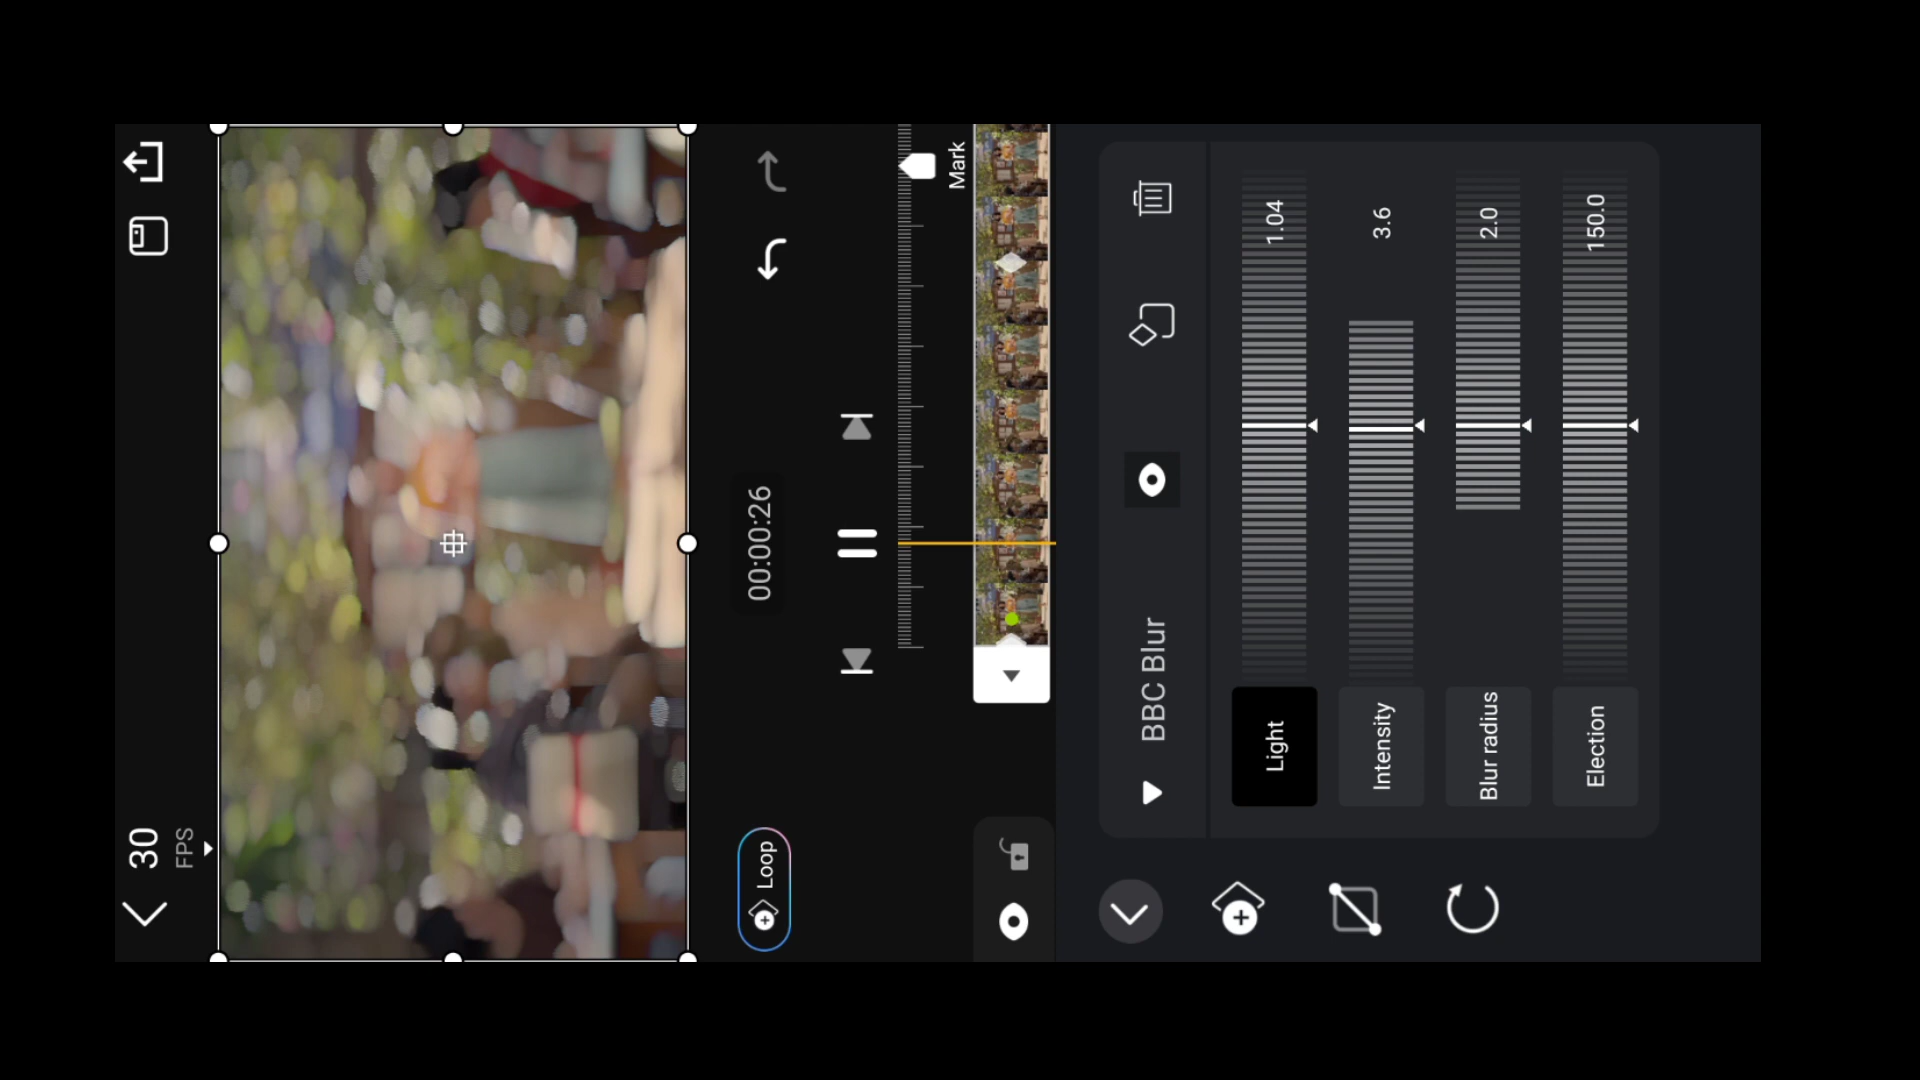 30
FPS
00:00:26
Loop
Mark
BBC Blur
Light
1.04
Intensity
3.6
Blur radius
2.0
Election
150.0